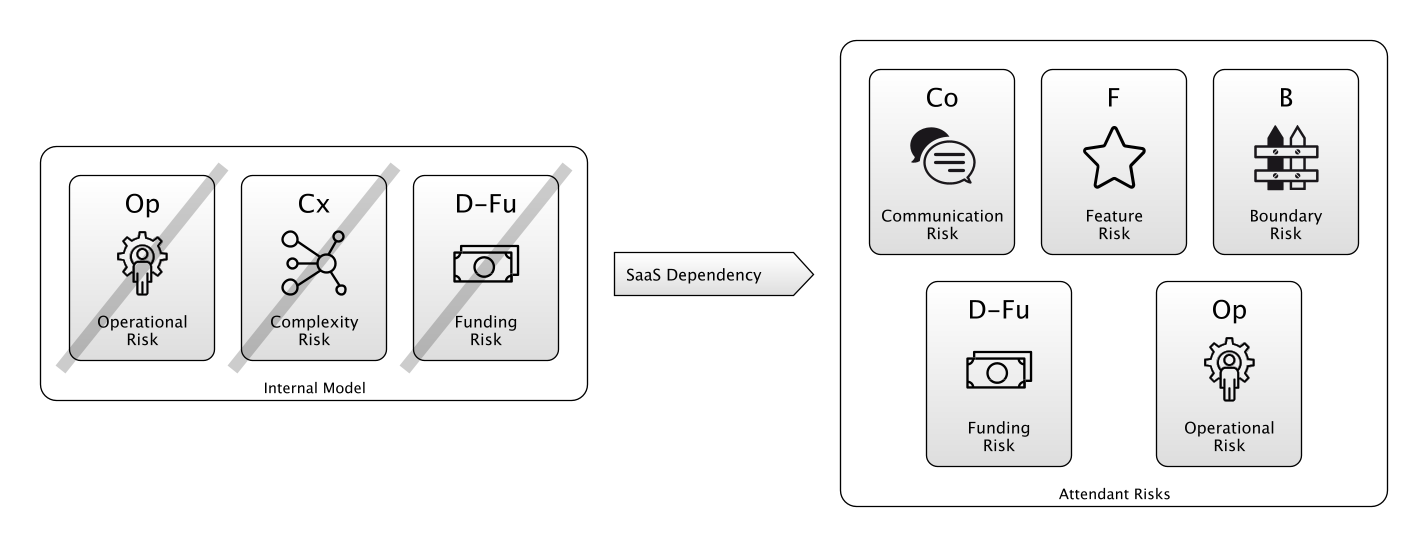 Op
Operational
Risk
Cx
Complexity
Risk
D-Fu
Funding
Risk
Internal Model
SaaS Dependency
Co
Communication
Risk
F
Feature
Risk
B
Boundary
Risk
D-Fu
Funding
Risk
Op
Operational
Risk
Attendant Risks